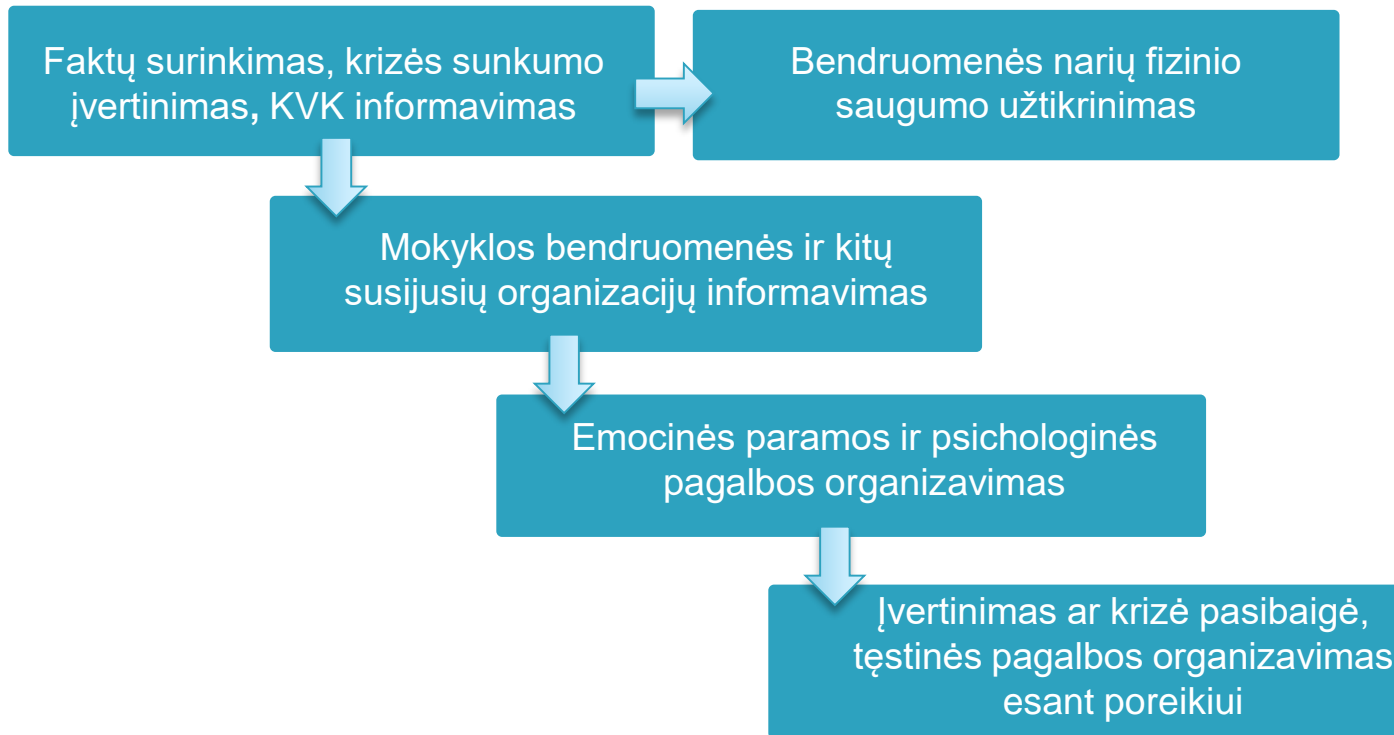 Faktų surinkimas, krizės sunkumo
įvertinimas, KVK informavimas
Bendruomenės narių fizinio
saugumo užtikrinimas
Mokyklos bendruomenės ir kitų
susijusių organizacijų informavimas
Emocinės paramos ir psichologinės
pagalbos organizavimas
Įvertinimas ar krizė pasibaigė,
tęstinės pagalbos organizavimas
esant poreikiui